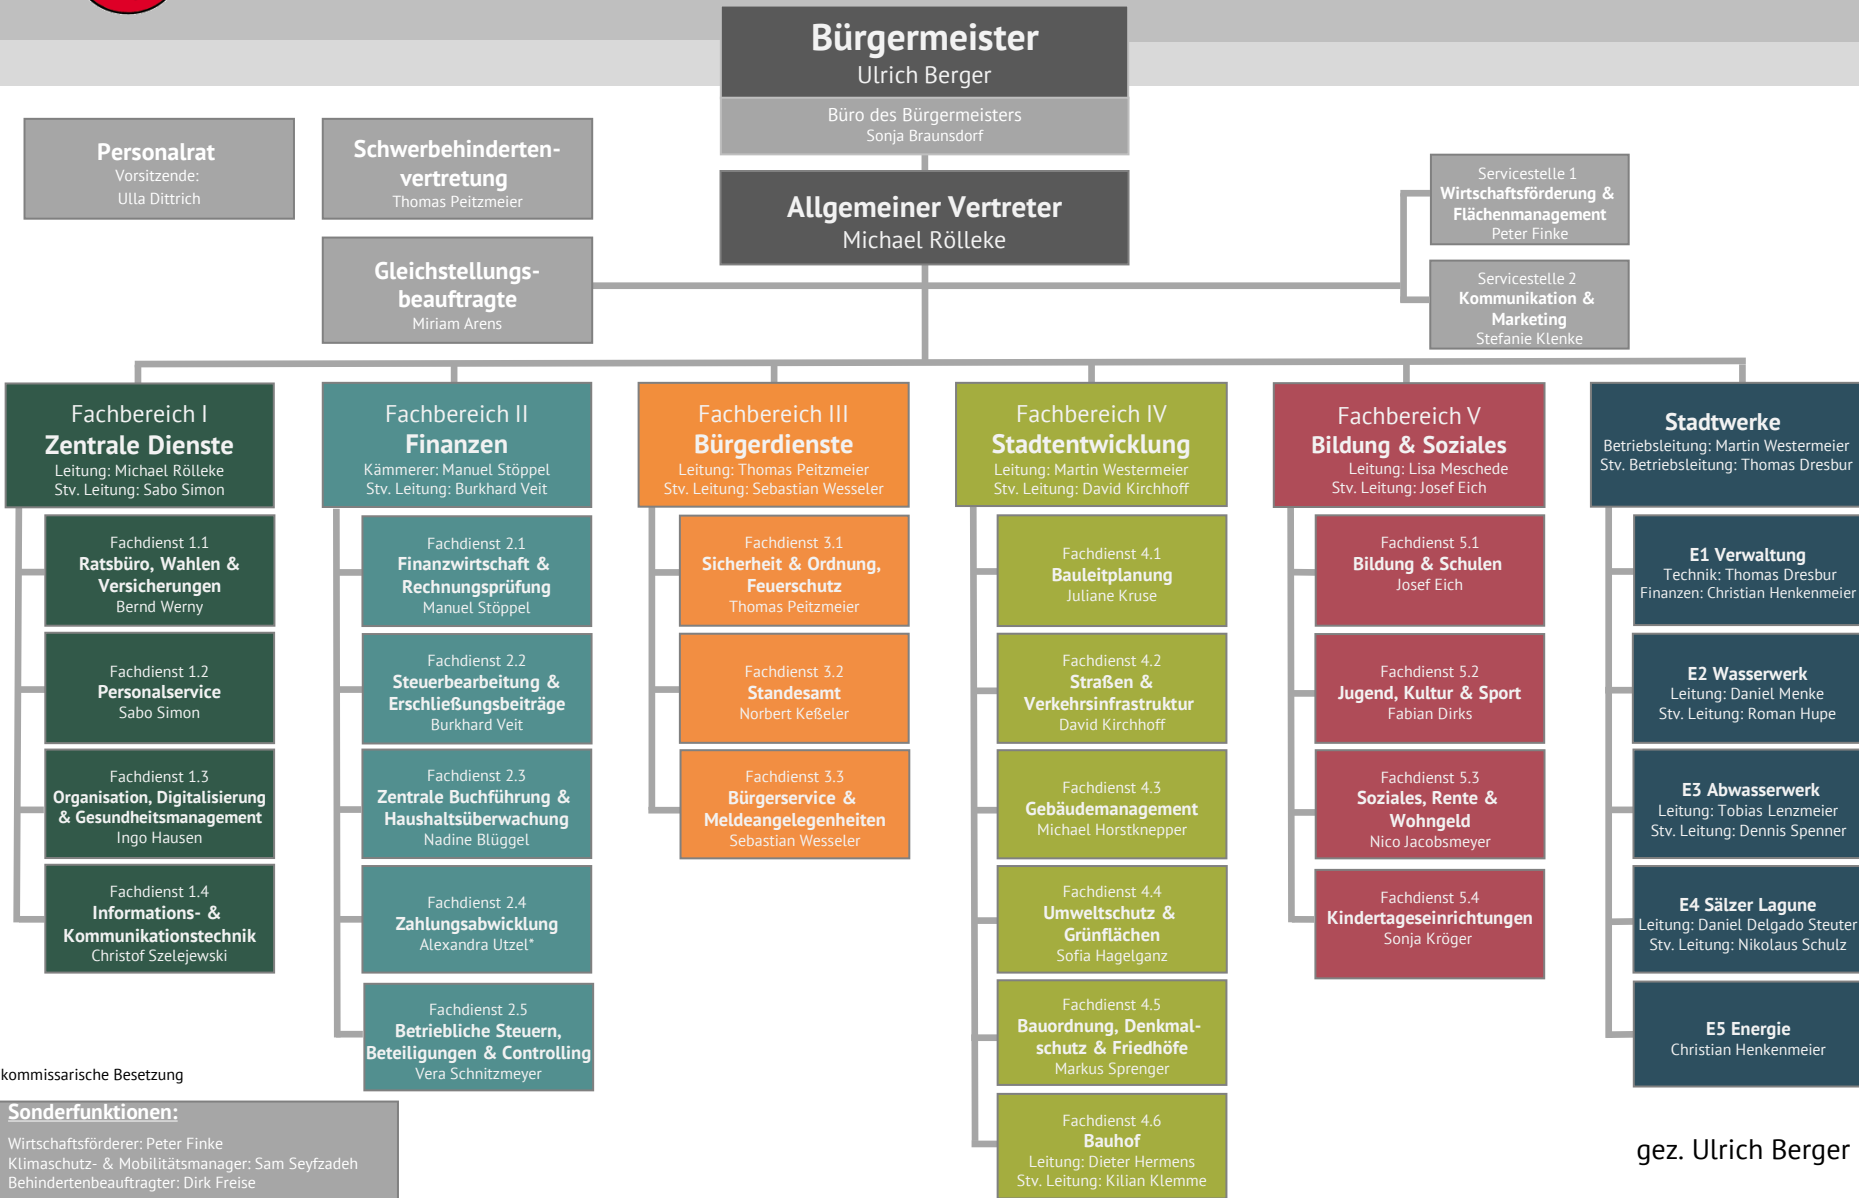 Bürgermeister
Ulrich Berger
Büro des Bürgermeisters
Sonja Braunsdorf
Personalrat
Vorsitzende:
Ulla Dittrich
Schwerbehinderten-
vertretung
Thomas Peitzmeier
Allgemeiner Vertreter
Michael Rölleke
Servicestelle 1
Wirtschaftsförderung &
Flächenmanagement
Peter Finke
Gleichstellungs-
beauftragte
Miriam Arens
Servicestelle 2
Kommunikation &
Marketing
Stefanie Klenke
Fachbereich I
Zentrale Dienste
Leitung: Michael Rölleke
Stv. Leitung: Sabo Simon
Fachdienst 1.1
Ratsbüro, Wahlen &
Versicherungen
Bernd Werny
Fachdienst 1.2
Personalservice
Sabo Simon
Fachdienst 1.3
Organisation, Digitalisierung
& Gesundheitsmanagement
Ingo Hausen
Fachdienst 1.4
Informations- &
Kommunikationstechnik
Christof Szelejewski
Fachbereich II
Finanzen
Kämmerer: Manuel Stöppel
Stv. Leitung: Burkhard Veit
Fachdienst 2.1
Finanzwirtschaft &
Rechnungsprüfung
Manuel Stöppel
Fachdienst 2.2
Steuerbearbeitung &
Erschließungsbeiträge
Burkhard Veit
Fachdienst 2.3
Zentrale Buchführung &
Haushaltsüberwachung
Nadine Blüggel
Fachdienst 2.4
Zahlungsabwicklung
Alexandra Utzel*
Fachdienst 2.5
Betriebliche Steuern,
Beteiligungen & Controlling
Vera Schnitzmeyer
Fachbereich III
Bürgerdienste
Leitung: Thomas Peitzmeier
Stv. Leitung: Sebastian Wesseler
Fachdienst 3.1
Sicherheit & Ordnung,
Feuerschutz
Thomas Peitzmeier
Fachdienst 3.2
Standesamt
Norbert Keßeler
Fachdienst 3.3
Bürgerservice &
Meldeangelegenheiten
Sebastian Wesseler
Fachbereich IV
Stadtentwicklung
Leitung: Martin Westermeier
Stv. Leitung: David Kirchhoff
Fachdienst 4.1
Bauleitplanung
Juliane Kruse
Fachdienst 4.2
Straßen &
Verkehrsinfrastruktur
David Kirchhoff
Fachdienst 4.3
Gebäudemanagement
Michael Horstknepper
Fachdienst 4.4
Umweltschutz &
Grünflächen
Sofia Hagelganz
Fachdienst 4.5
Bauordnung, Denkmal-
schutz & Friedhöfe
Markus Sprenger
Fachdienst 4.6
Bauhof
Leitung: Dieter Hermens
Stv. Leitung: Kilian Klemme
Fachbereich V
Bildung & Soziales
Leitung: Lisa Meschede
Stv. Leitung: Josef Eich
Fachdienst 5.1
Bildung & Schulen
Josef Eich
Fachdienst 5.2
Jugend, Kultur & Sport
Fabian Dirks
Fachdienst 5.3
Soziales, Rente &
Wohngeld
Nico Jacobsmeyer
Fachdienst 5.4
Kindertageseinrichtungen
Sonja Kröger
Stadtwerke
Betriebsleitung: Martin Westermeier
Stv. Betriebsleitung: Thomas Dresbur
E1 Verwaltung
Technik: Thomas Dresbur
Finanzen: Christian Henkenmeier
E2 Wasserwerk
Leitung: Daniel Menke
Stv. Leitung: Roman Hupe
E3 Abwasserwerk
Leitung: Tobias Lenzmeier
Stv. Leitung: Dennis Spenner
E4 Sälzer Lagune
Leitung: Daniel Delgado Steuter
Stv. Leitung: Nikolaus Schulz
E5 Energie
Christian Henkenmeier
kommissarische Besetzung
Sonderfunktionen:
Wirtschaftsförderer: Peter Finke
Klimaschutz- & Mobilitätsmanager: Sam Seyfzadeh
Behindertenbeauftragter: Dirk Freise
gez. Ulrich Berger